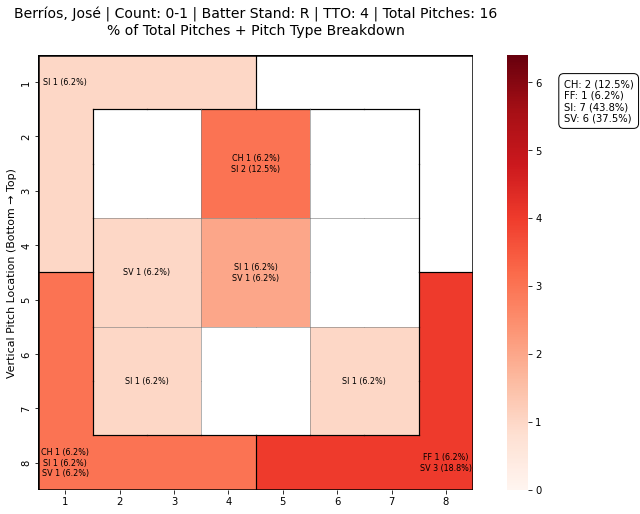 Berríos, José | Count: 0-1 | Batter Stand: R | TTO: 4 | Total Pitches: 16
% of Total Pitches + Pitch Type Breakdown
Vertical Pitch Location (Bottom → Top)
1
2
3
4
5
6
7
8
SI 1 (6.2%)
CH 1 (6.2%)
SI 2 (12.5%)
SV 1 (6.2%)
SI 1 (6.2%)
SV 1 (6.2%)
SI 1 (6.2%)
SI 1 (6.2%)
CH 1 (6.2%)
SI 1 (6.2%)
SV 1 (6.2%)
FF 1 (6.2%)
SV 3 (18.8%)
1 2 3 4 5 6 7 8
6
5
4
3
2
1
0
CH: 2 (12.5%)
FF: 1 (6.2%)
SI: 7 (43.8%)
SV: 6 (37.5%)